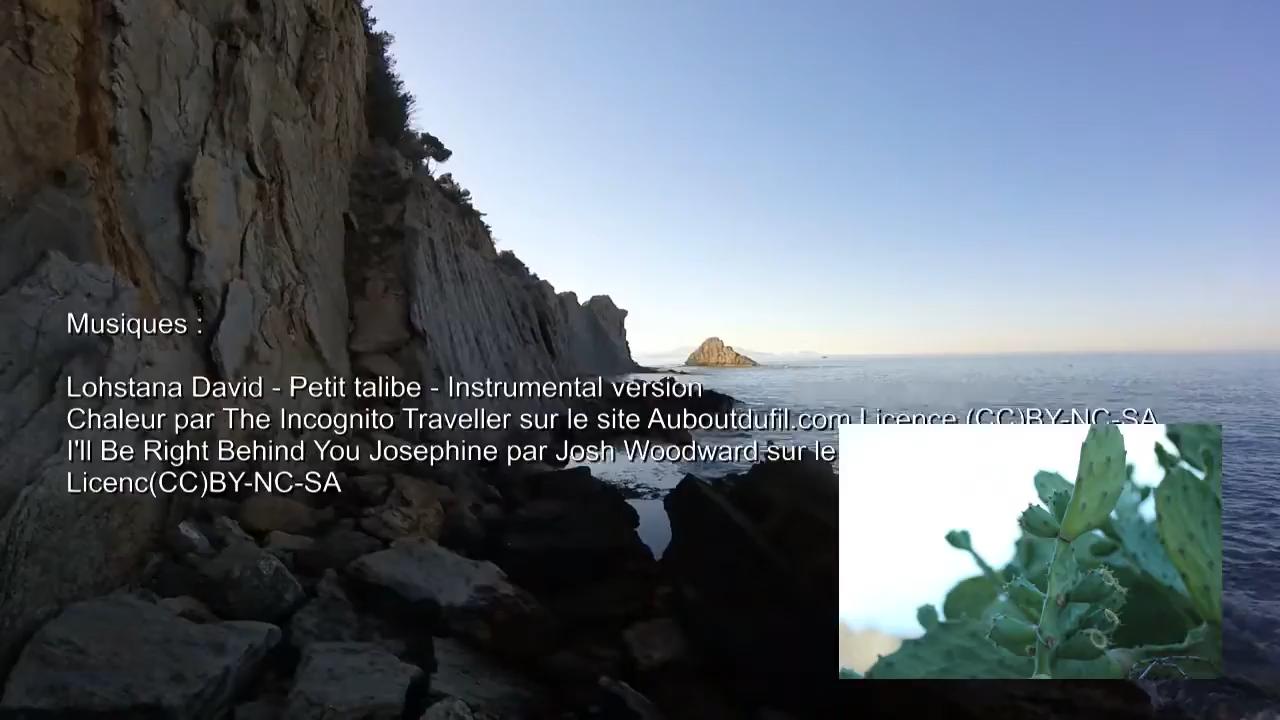 Musiques :
Lohstana David - Petit talibe - Instrumental version
Chaleur par The Incognito Traveller sur le site Auboutdufil.com Licence (CC)BY-NC-SA
I'll Be Right Behind You Josephine par Josh Woodward sur le
Licenc(CC)BY-NC-SA